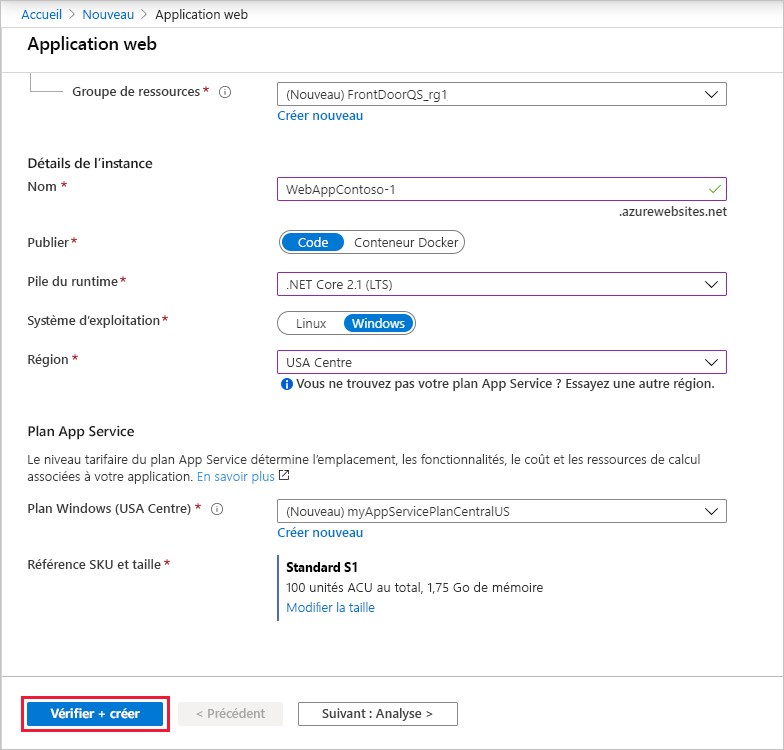 Accueil > Nouveau > Application web
Application web
Groupe de ressources *
(Nouveau) FrontDoorQS_rg1
Créer nouveau
Détails de l’instance
Nom *
WebAppContoso-1
.azurewebsites.net
Publier *
Code Conteneur Docker
Pile du runtime *
.NET Core 2.1 (LTS)
Système d’exploitation *
Linux Windows
Région *
USA Centre
Vous ne trouvez pas votre plan App Service ? Essayez une autre région.
Plan App Service
Le niveau tarifaire du plan App Service détermine l’emplacement, les fonctionnalités, le coût et les ressources de calcul
associées à votre application. En savoir plus
Plan Windows (USA Centre) *
(Nouveau) myAppServicePlanCentralUS
Créer nouveau
Référence SKU et taille *
Standard S1
100 unités ACU au total, 1,75 Go de mémoire
Modifier la taille
Vérifier + créer
< Précédent
Suivant : Analyse >